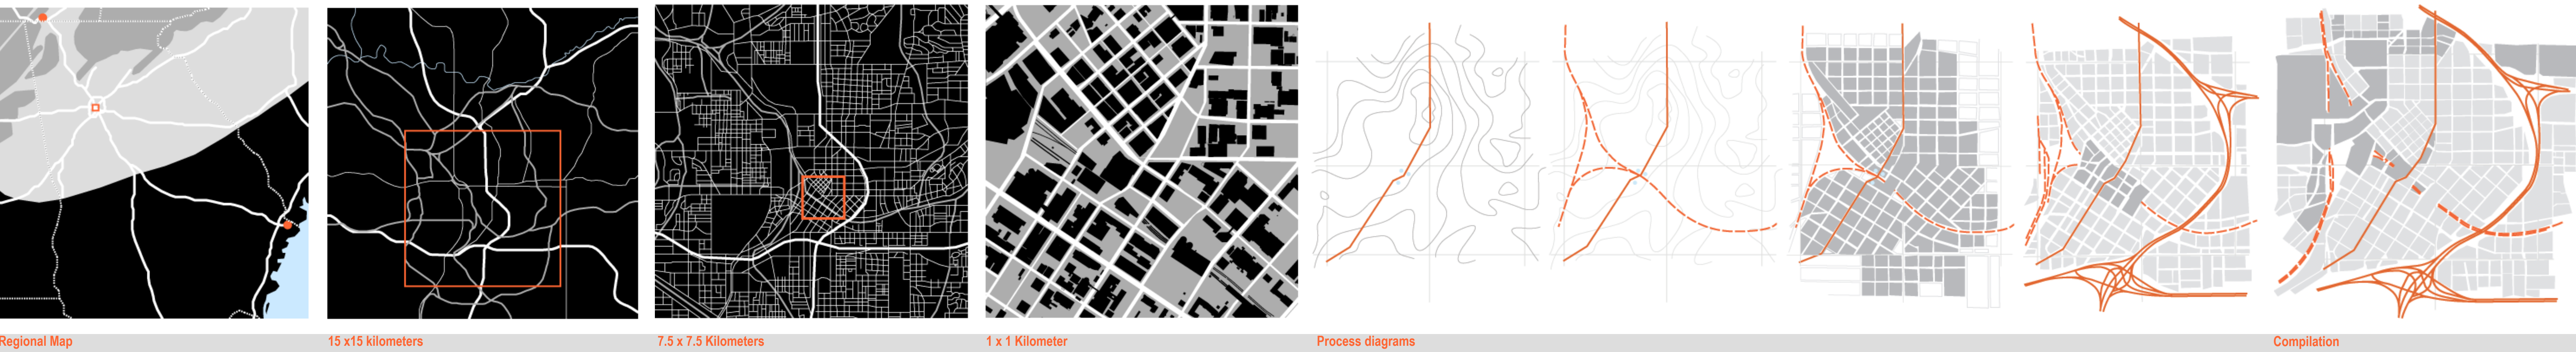 Regional Map
15 x15 kilometers
7.5 x 7.5 Kilometers
1 x 1 Kilometer
Process diagrams
Compilation